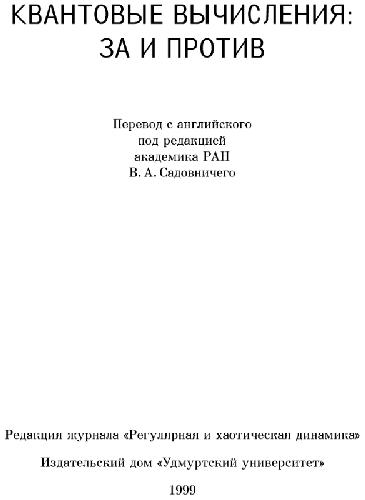 КВАНТОВЫЕ ВЫЧИСЛЕНИЯ:
ЗА И ПРОТИВ
Перевод с английского
под редакцией
академика РАН
В. А. Садовничего
Редакция журнала «Регулярная и хаотическая динамика»
Издательский дом «Удмуртский университет»
1999